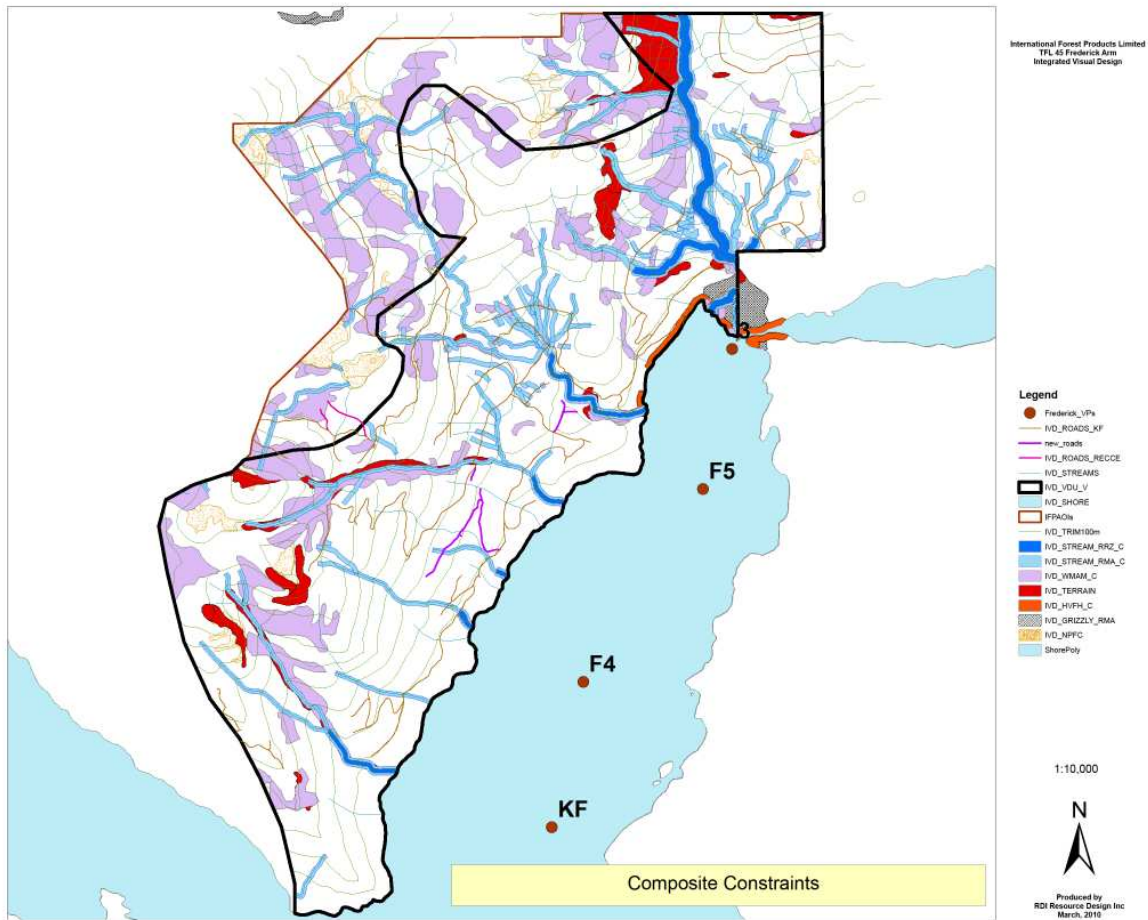 International Forest Products Limited
TFL 45 Frederick Arm
Integrated Visual Design
3
F5
F4
KF
Legend
Frederick_VPs
IVD_ROADS_KF
new_roads
IVD_ROADS_RECCE
IVD_STREAMS
IVD_VDU_V
IVD_SHORE
IFPAOIs
IVD_TRIM100m
IVD_STREAM_RRZ_C
IVD_STREAM_RMA_C
IVD_WMAM_C
IVD_TERRAIN
IVD_HVFH_C
IVD_GRIZZLY_RMA
IVD_NPFC
ShorePoly
1:10,000
N
Composite Constraints
Produced by
RDI Resource Design Inc
March, 2010